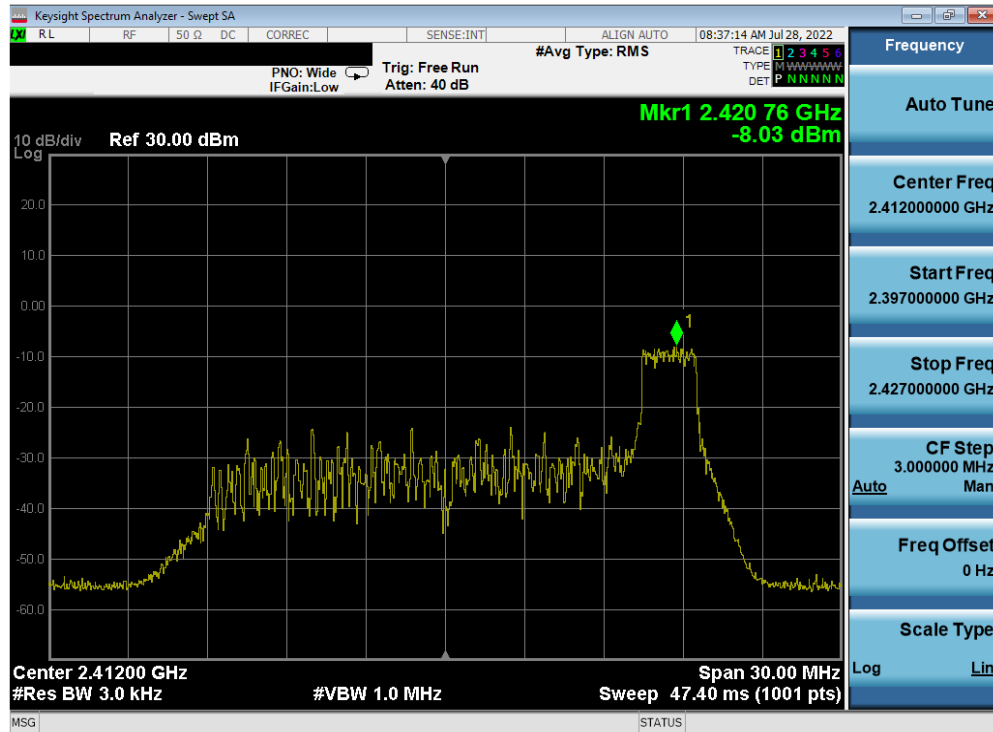 Keysight Spectrum Analyzer - Swept SA
LXI RL RF 50 Ω DC CORREC SENSE:INT ALIGN AUTO 08:37:14 AM Jul 28, 2022
#Avg Type: RMS TRACE 1 2 3 4 5 6
PNO: Wide Trig: Free Run TYPE M WWWWW
IFGain:Low Atten: 40 dB DET P N N N N N
Mkr1 2.420 76 GHz
-8.03 dBm
10 dB/div Ref 30.00 dBm
Log
20.0
10.0
0.00
1
-10.0
-20.0
-30.0
-40.0
-50.0
-60.0
Center 2.41200 GHz Span 30.00 MHz
#Res BW 3.0 kHz #VBW 1.0 MHz Sweep 47.40 ms (1001 pts)
MSG STATUS
Frequency
Auto Tune
Center Freq
2.412000000 GHz
Start Freq
2.397000000 GHz
Stop Freq
2.427000000 GHz
CF Step
3.000000 MHz
Auto Man
Freq Offset
0 Hz
Scale Type
Log Lin